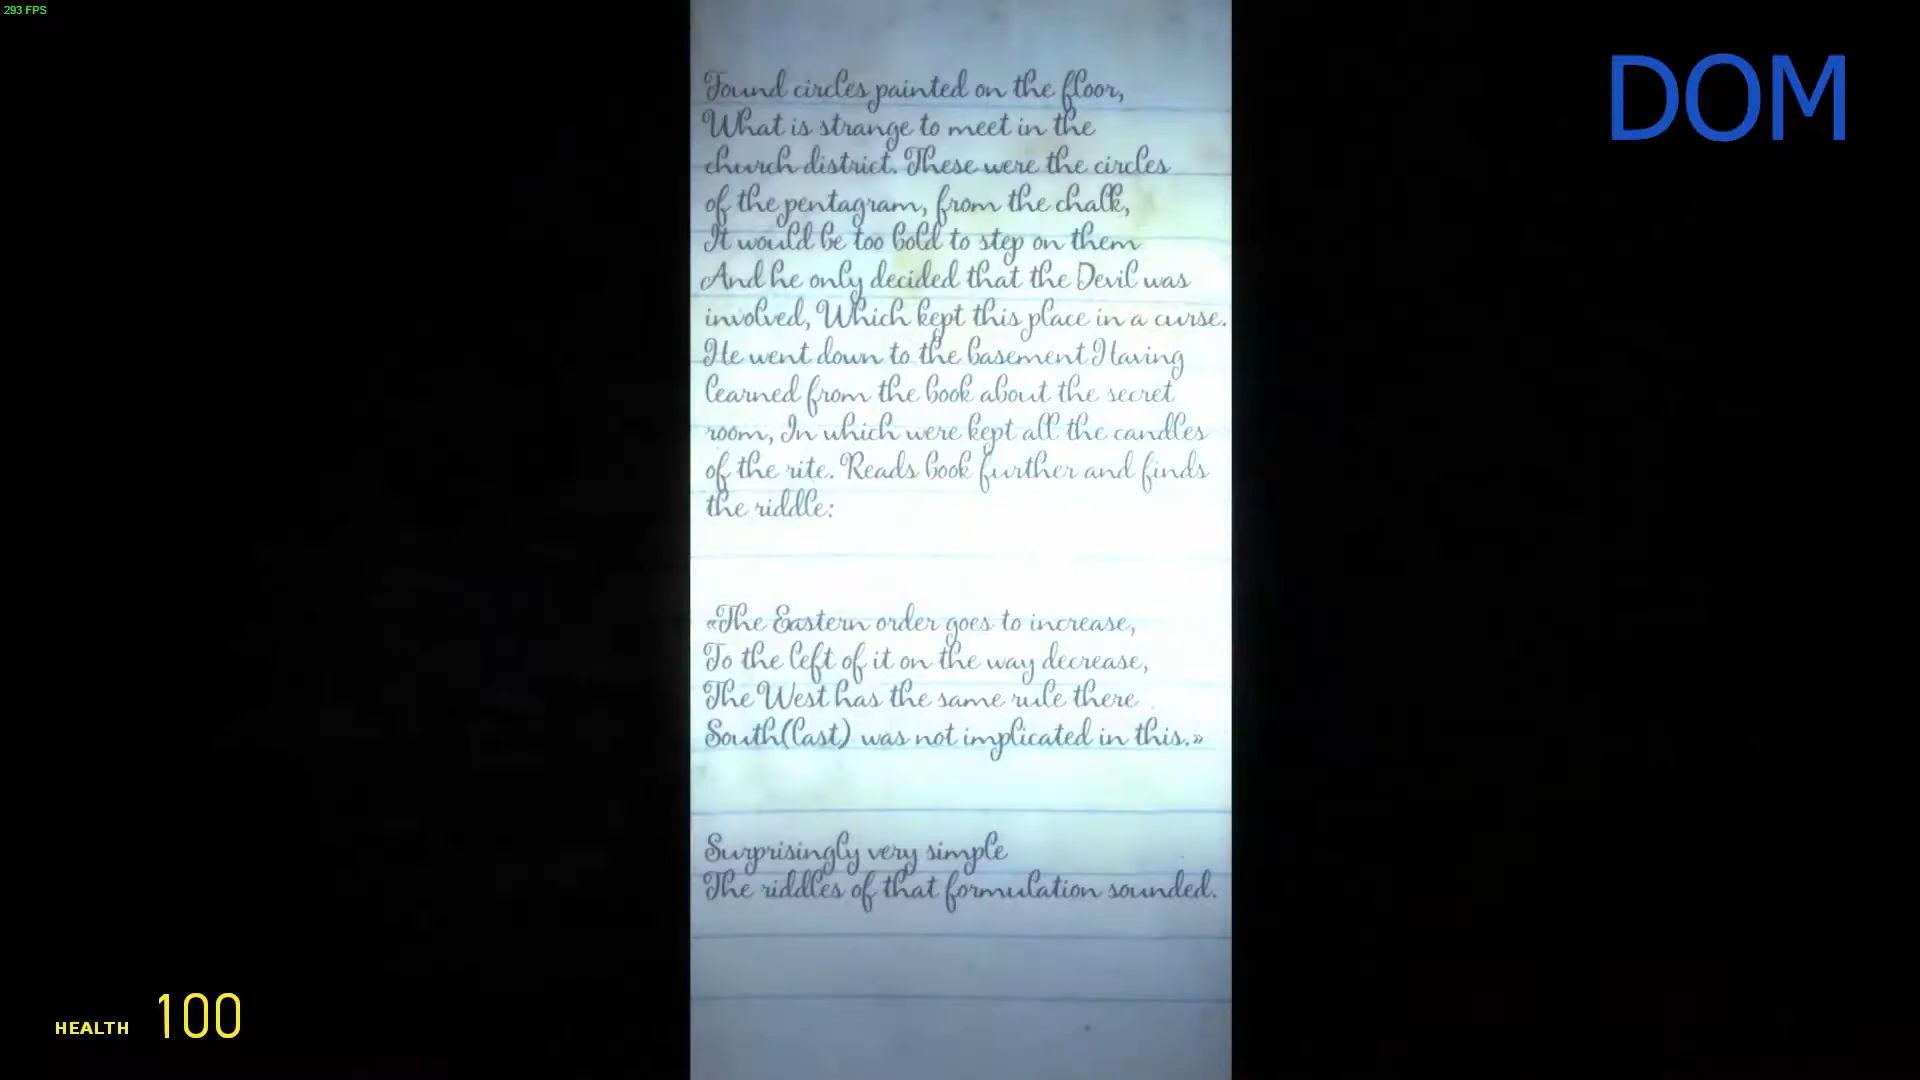 293 FPS
DOM
Found circles painted on the floor,
What is strange to meet in the
church district. These were the circles
of the pentagram, from the chalk,
It would be too bold to step on them
And he only decided that the Devil was
involved, Which kept this place in a curse.
He went down to the basement Having
learned from the book about the secret
room, In which were kept all the candles
of the rite. Reads book further and finds
the riddle:
«The Eastern order goes to increase,
To the left of it on the way decrease,
The West has the same rule there
South(last) was not implicated in this.»
Surprisingly very simple
The riddles of that formulation sounded.
HEALTH 100